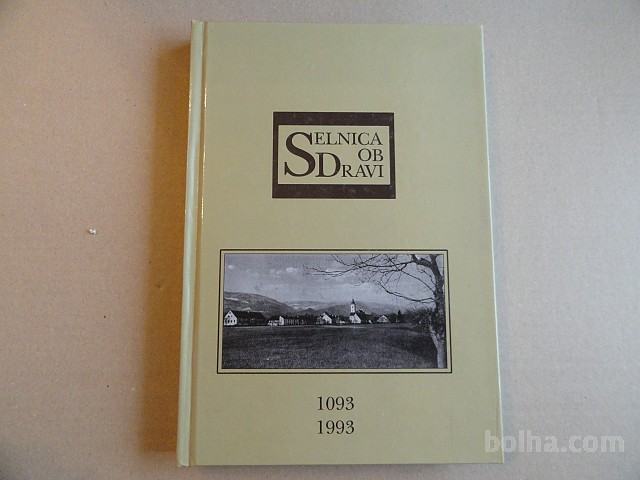 SELNICA
OB
DRAVI
1093
1993
bolha.com